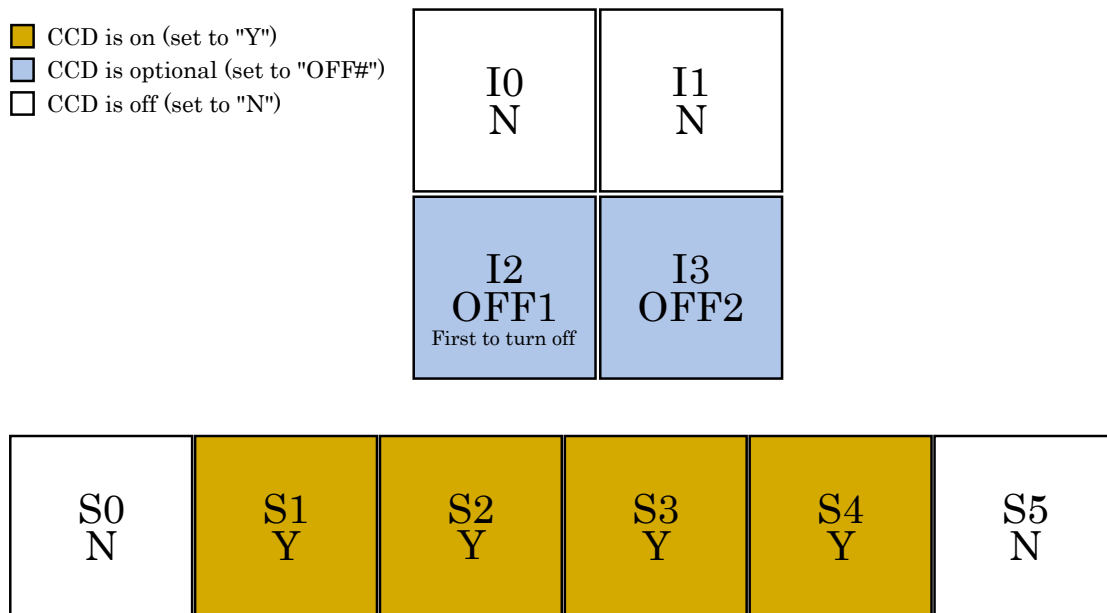 CCD is on (set to "Y")
CCD is optional (set to "OFF#")
CCD is off (set to "N")
I0
N
I1
N
I2
OFF1
First to turn off
I3
OFF2
S0
N
S1
Y
S2
Y
S3
Y
S4
Y
S5
N